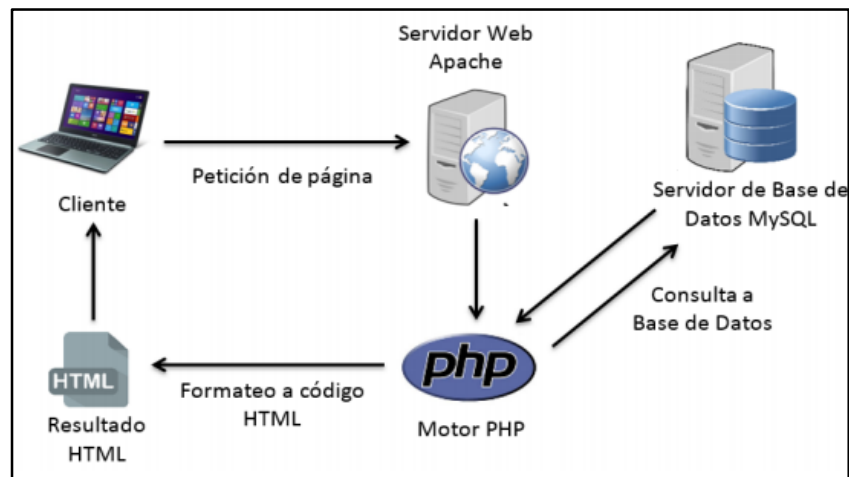 Servidor Web
Apache
Petición de página
Cliente
Servidor de Base de
Datos MySQL
Consulta a
Base de Datos
php
Motor PHP
Formateo a código
HTML
HTML
Resultado
HTML